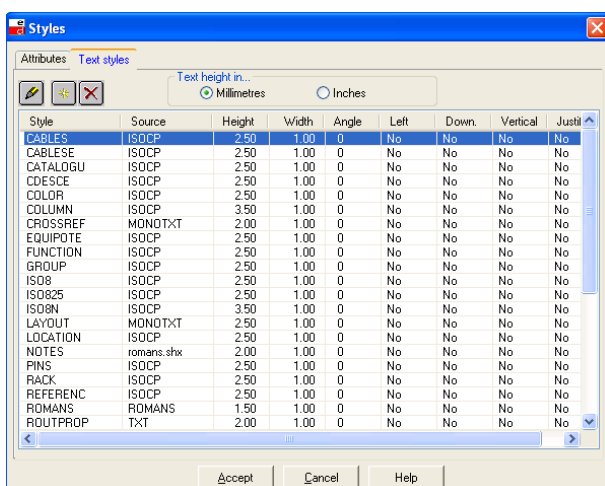 Styles
Attributes Text styles
Text height in...
Millimetres Inches
Style Source Height Width Angle Left Down. Vertical Justi
CABLES ISOCP 2.50 1.00 0 No No No No
CABLESE ISOCP 2.50 1.00 0 No No No No
CATALOGU ISOCP 2.50 1.00 0 No No No No
CDESCE ISOCP 2.50 1.00 0 No No No No
COLOR ISOCP 2.50 1.00 0 No No No No
COLUMN ISOCP 3.50 1.00 0 No No No No
CROSSREF MONOTXT 2.00 1.00 0 No No No No
EQUIPOTE ISOCP 2.50 1.00 0 No No No No
FUNCTION ISOCP 2.50 1.00 0 No No No No
GROUP ISOCP 2.50 1.00 0 No No No No
ISO8 ISOCP 2.50 1.00 0 No No No No
ISO825 ISOCP 2.50 1.00 0 No No No No
ISO8N ISOCP 3.50 1.00 0 No No No No
LAYOUT MONOTXT 2.50 1.00 0 No No No No
LOCATION ISOCP 2.50 1.00 0 No No No No
NOTES romans.shx 2.00 1.00 0 No No No No
PINS ISOCP 2.50 1.00 0 No No No No
RACK ISOCP 2.50 1.00 0 No No No No
REFERENC ISOCP 2.50 1.00 0 No No No No
ROMANS ROMANS 1.50 1.00 0 No No No No
ROUTPROP TXT 2.00 1.00 0 No No No No
Accept Cancel Help